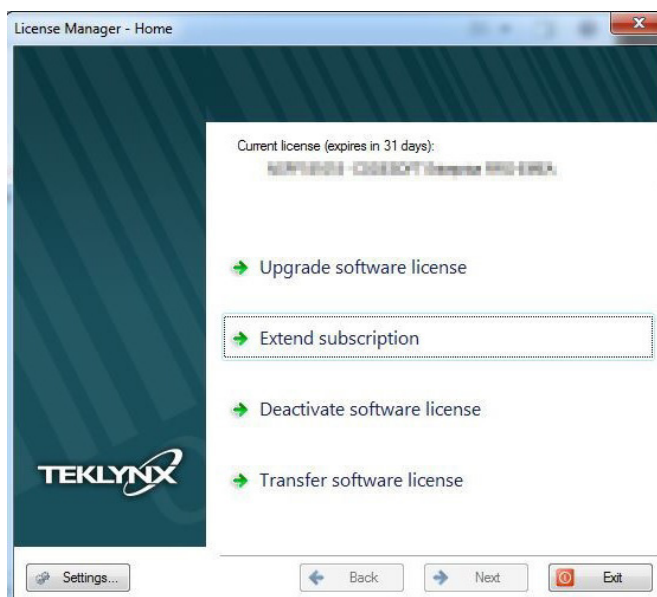 License Manager - Home
Current license (expires in 31 days):
Upgrade software license
Extend subscription
Deactivate software license
TEKLYNX
Transfer software license
Settings...
Back
Next
Exit